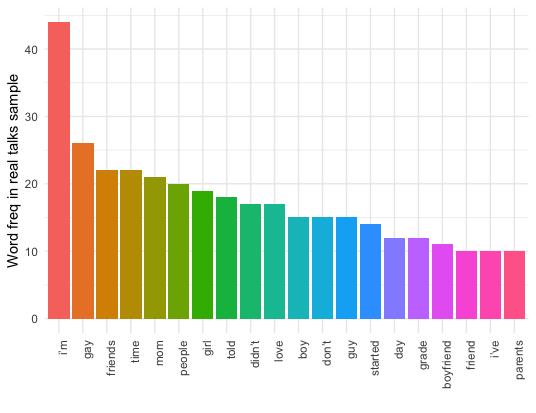 Word freq in real talks sample
40
30
20
10
0
i'm
gay
friends
time
mom
people
girl
told
didn't
love
boy
don't
guy
started
day
grade
boyfriend
friend
i've
parents